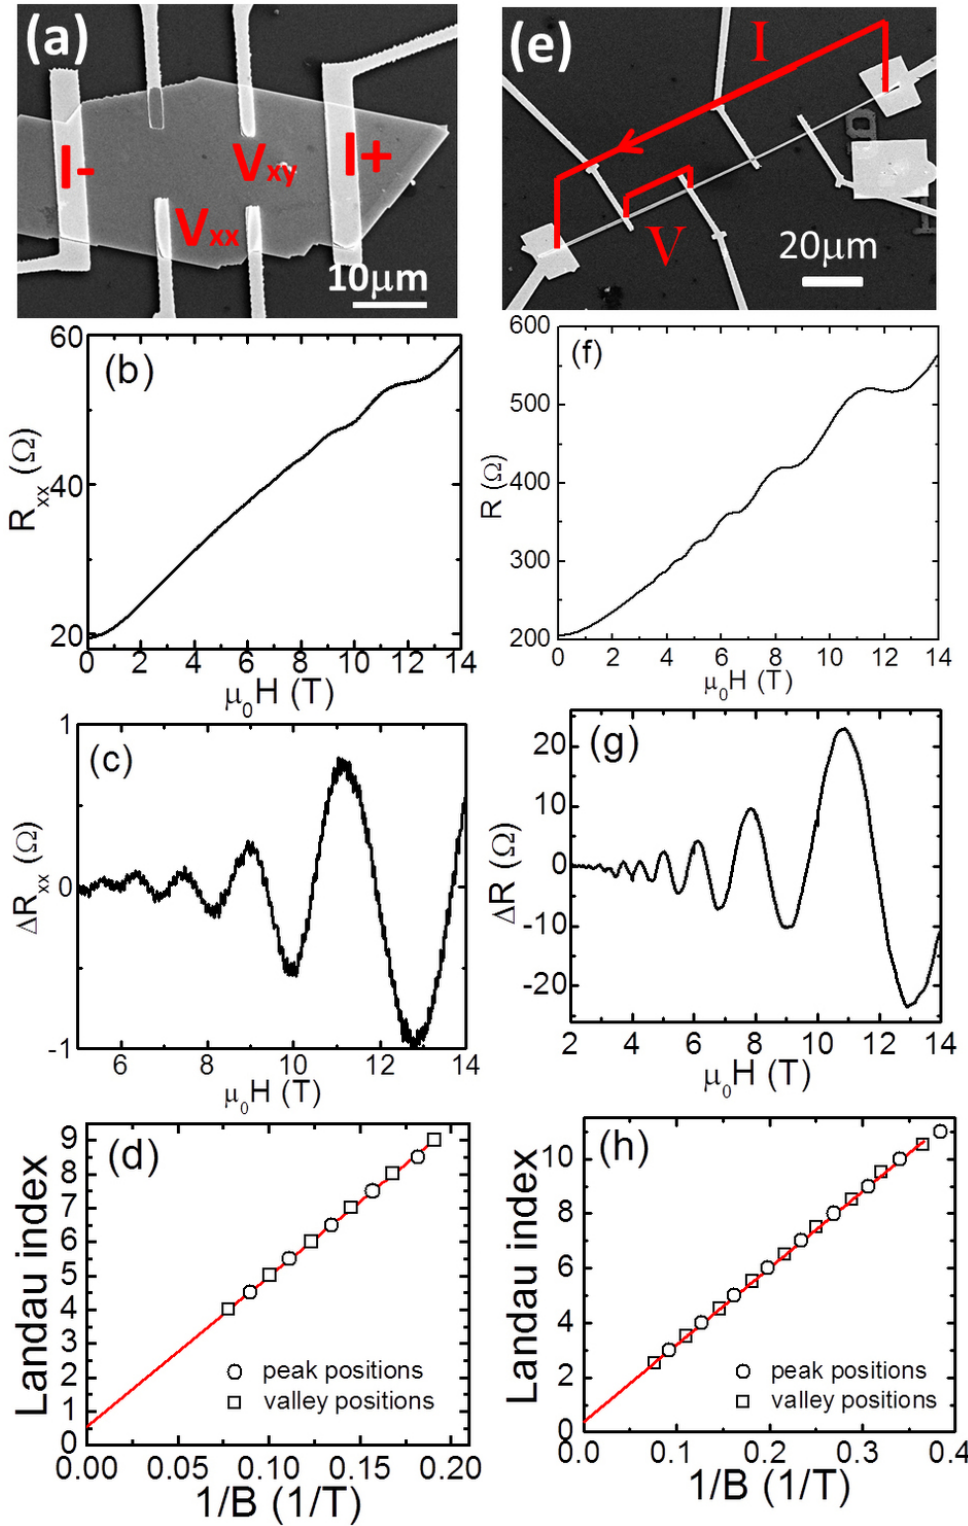 (a)
I-
Vxy
I+
Vxx
10μm
(e)
I
V
20μm
(b)
Rxx (Ω)
60
40
20
0 2 4 6 8 10 12 14
μ0H (T)
(f)
R (Ω)
600
500
400
300
200
0 2 4 6 8 10 12 14
μ0H (T)
(c)
ΔRxx (Ω)
1
0
-1
6 8 10 12 14
μ0H (T)
(g)
ΔR (Ω)
20
10
0
-10
-20
2 4 6 8 10 12 14
μ0H (T)
(d)
Landau index
9
8
7
6
5
4
3
2
1
0
peak positions
valley positions
0.00 0.05 0.10 0.15 0.20
1/B (1/T)
(h)
Landau index
10
8
6
4
2
0
peak positions
valley positions
0.0 0.1 0.2 0.3 0.4
1/B (1/T)